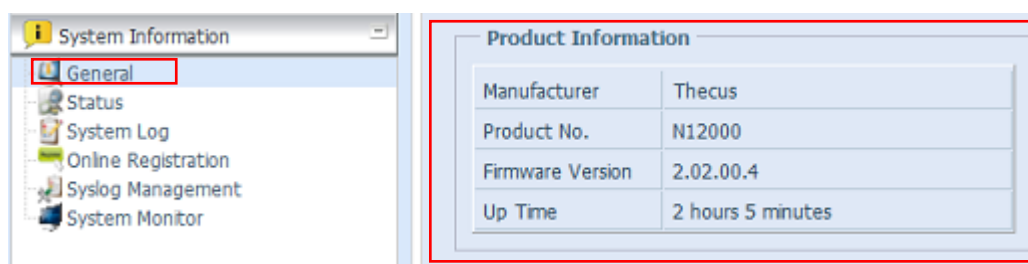 System Information
General
Status
System Log
Online Registration
Syslog Management
System Monitor
Product Information
Manufacturer Thecus
Product No. N12000
Firmware Version 2.02.00.4
Up Time 2 hours 5 minutes